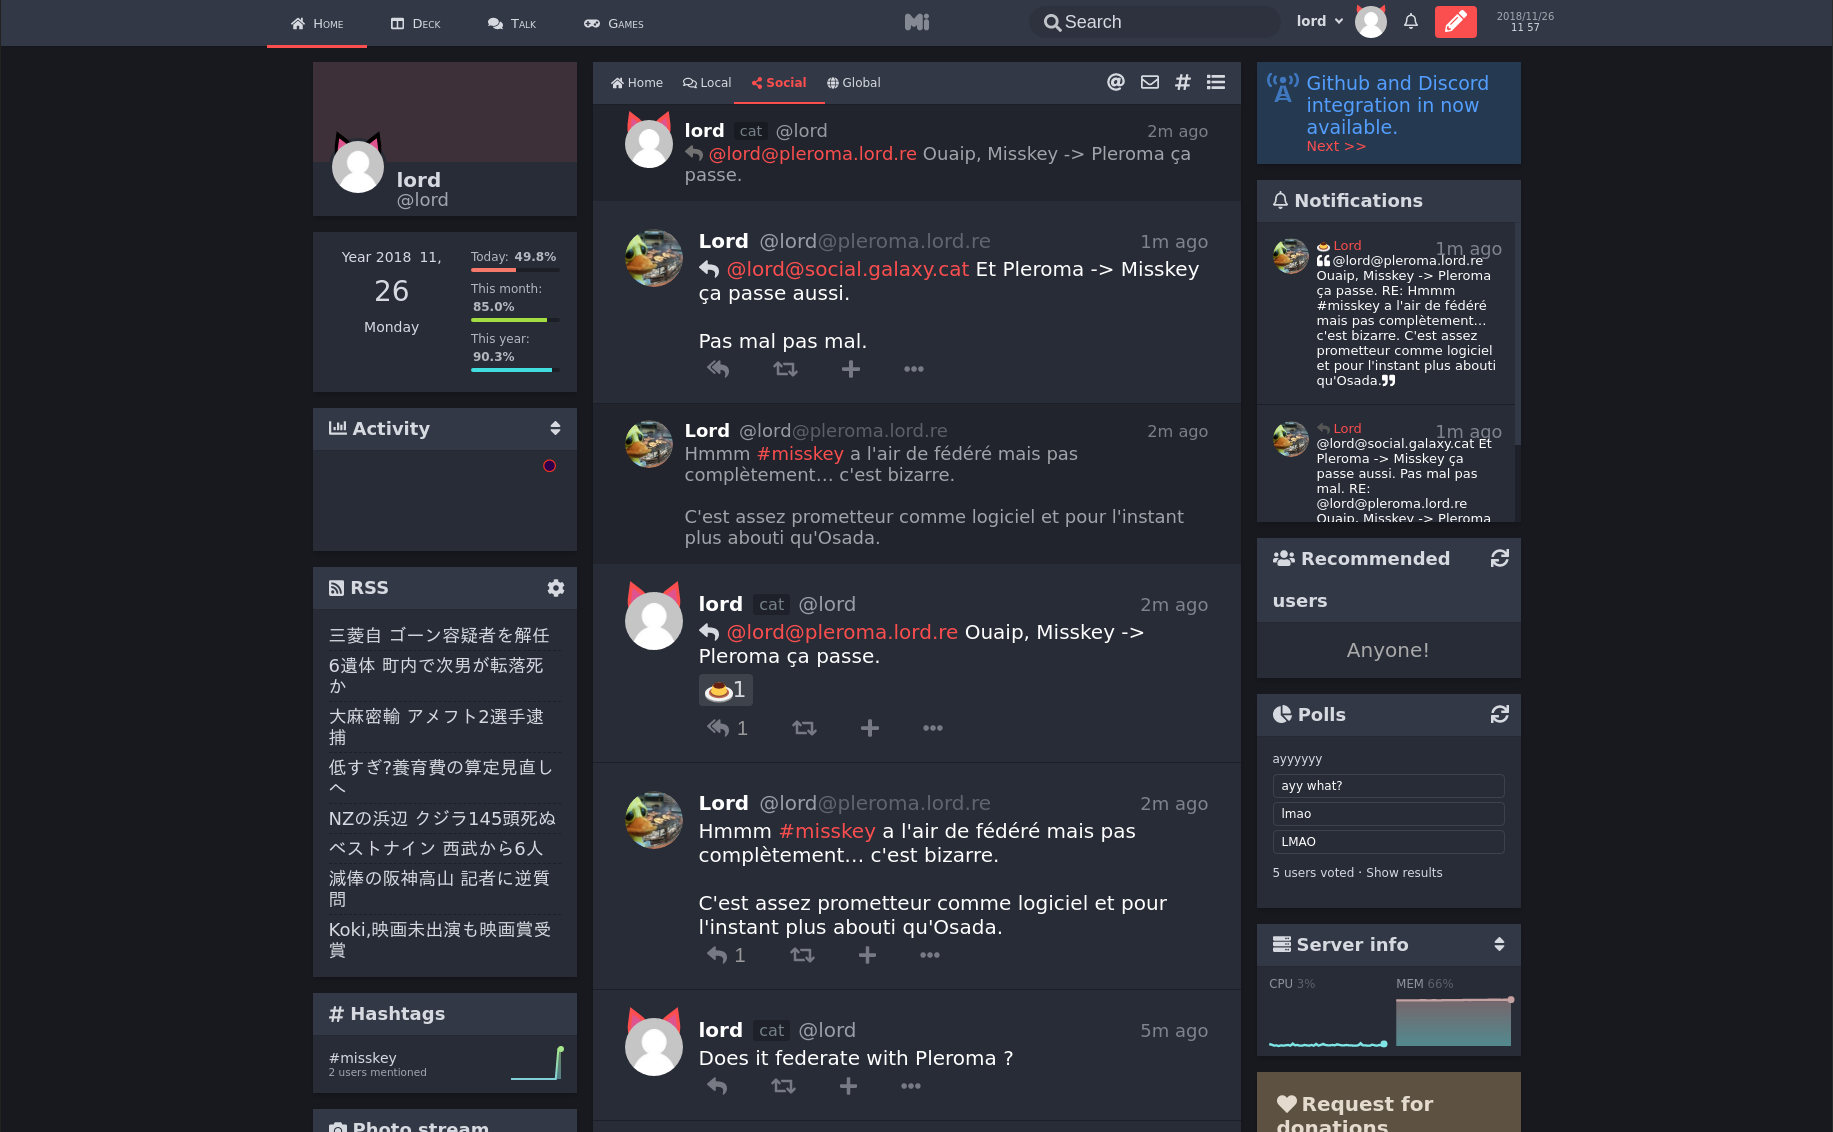 Home
Deck
Talk
Games
Mi
Search
lord
2018/11/26
11 57
lord
@lord
Year 2018 11,
26
Monday
Today: 49.8%
This month:
85.0%
This year:
90.3%
Activity
RSS
三菱自 ゴーン容疑者を解任
6遺体 町内で次男が転落死
か
大麻密輸 アメフト2選手逮
捕
低すぎ?養育費の算定見直し
へ
NZの浜辺 クジラ145頭死ぬ
ベストナイン 西武から6人
減俸の阪神高山 記者に逆質
問
Koki,映画未出演も映画賞受
賞
Hashtags
#misskey
2 users mentioned
Photo stream
Home
Local
Social
Global
lord cat @lord 2m ago
@lord@pleroma.lord.re Ouaip, Misskey -> Pleroma ça
passe.
Lord @lord@pleroma.lord.re 1m ago
@lord@social.galaxy.cat Et Pleroma -> Misskey
ça passe aussi.
Pas mal pas mal.
Lord @lord@pleroma.lord.re 2m ago
Hmmm #misskey a l'air de fédéré mais pas
complètement... c'est bizarre.
C'est assez prometteur comme logiciel et pour l'instant
plus abouti qu'Osada.
lord cat @lord 2m ago
@lord@pleroma.lord.re Ouaip, Misskey ->
Pleroma ça passe.
1
1
Lord @lord@pleroma.lord.re 2m ago
Hmmm #misskey a l'air de fédéré mais pas
complètement... c'est bizarre.
C'est assez prometteur comme logiciel et pour
l'instant plus abouti qu'Osada.
1
lord cat @lord 5m ago
Does it federate with Pleroma ?
Github and Discord
integration in now
available.
Next >>
Notifications
Lord 1m ago
@lord@pleroma.lord.re
Ouaip, Misskey -> Pleroma
ça passe. RE: Hmmm
#misskey a l'air de fédéré
mais pas complètement...
c'est bizarre. C'est assez
prometteur comme logiciel
et pour l'instant plus abouti
qu'Osada.
Lord 1m ago
@lord@social.galaxy.cat Et
Pleroma -> Misskey ça
passe aussi. Pas mal pas
mal. RE:
@lord@pleroma.lord.re
Ouaip, Misskey -> Pleroma
Recommended
users
Anyone!
Polls
ayyyyyy
ayy what?
lmao
LMAO
5 users voted · Show results
Server info
CPU 3%
MEM 66%
Request for
donations